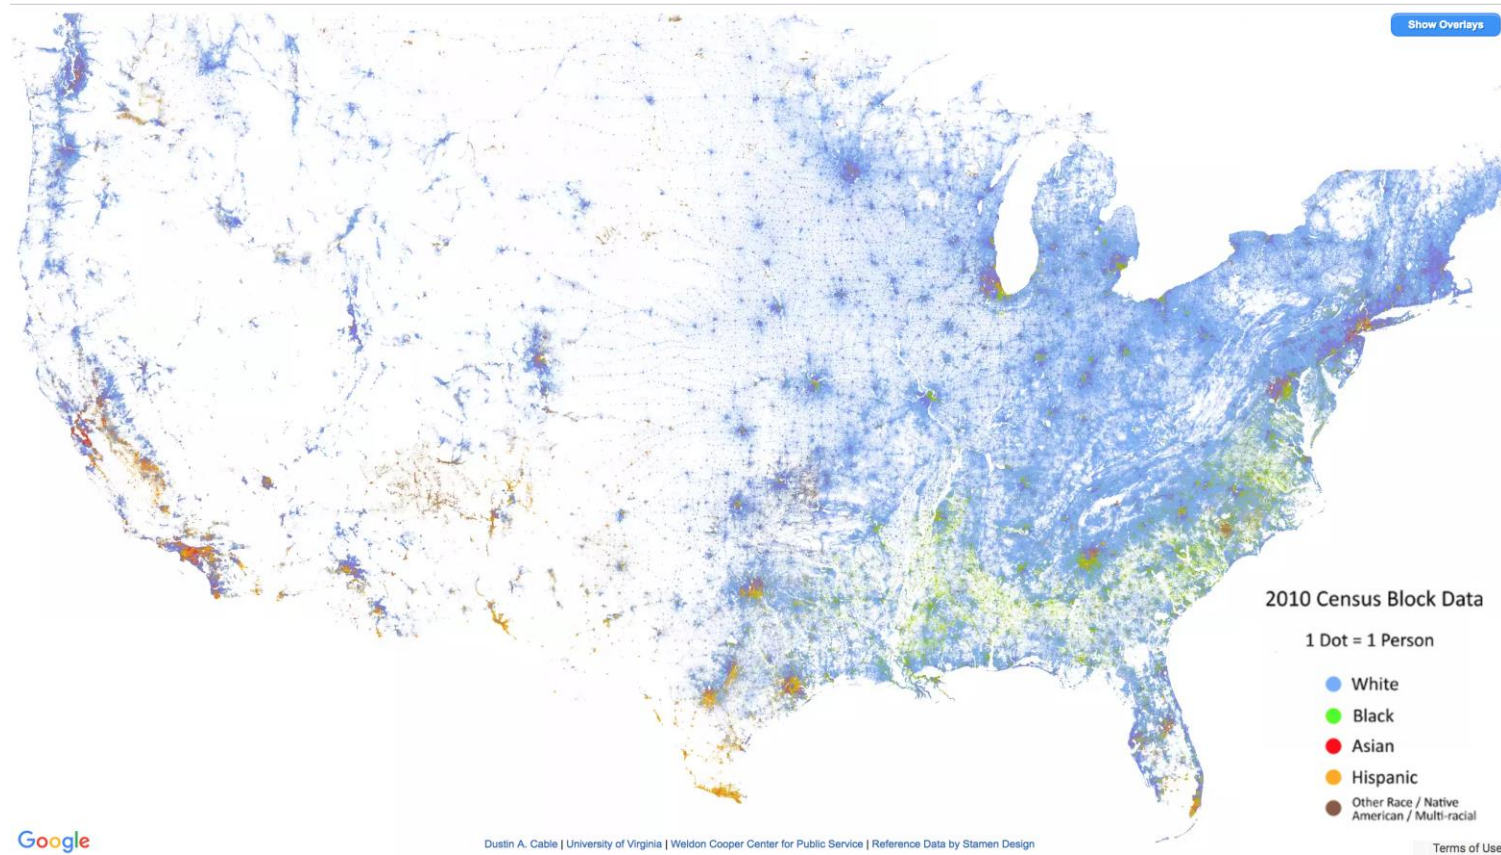 Show Overlays
2010 Census Block Data
1 Dot = 1 Person
White
Black
Asian
Hispanic
Other Race / Native
American / Multi-racial
Google
Dustin A. Cable | University of Virginia | Weldon Cooper Center for Public Service | Reference Data by Stamen Design
Terms of Use